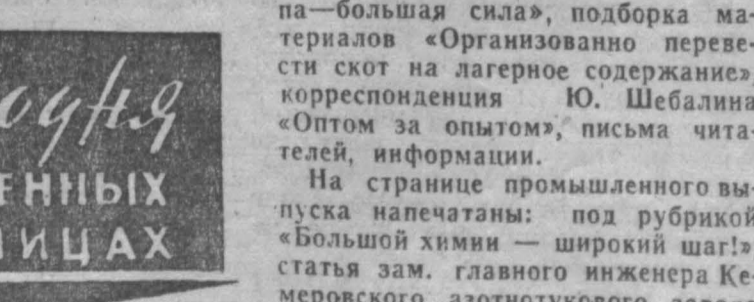 одня
ЕННЫХ
ИЦАХ
па—большая сила», подборка ма-
териалов «Организованно переве-
сти скот на лагерное содержание»,
корреспонденция Ю. Шебалина
«Оптом за опытом», письма чита-
телей, информации.
На странице промышленного вы-
пуска напечатаны: под рубрикой
«Большой химии — широкий шаг!»
статья зам. главного инженера Ке-
меровского азотнотукового